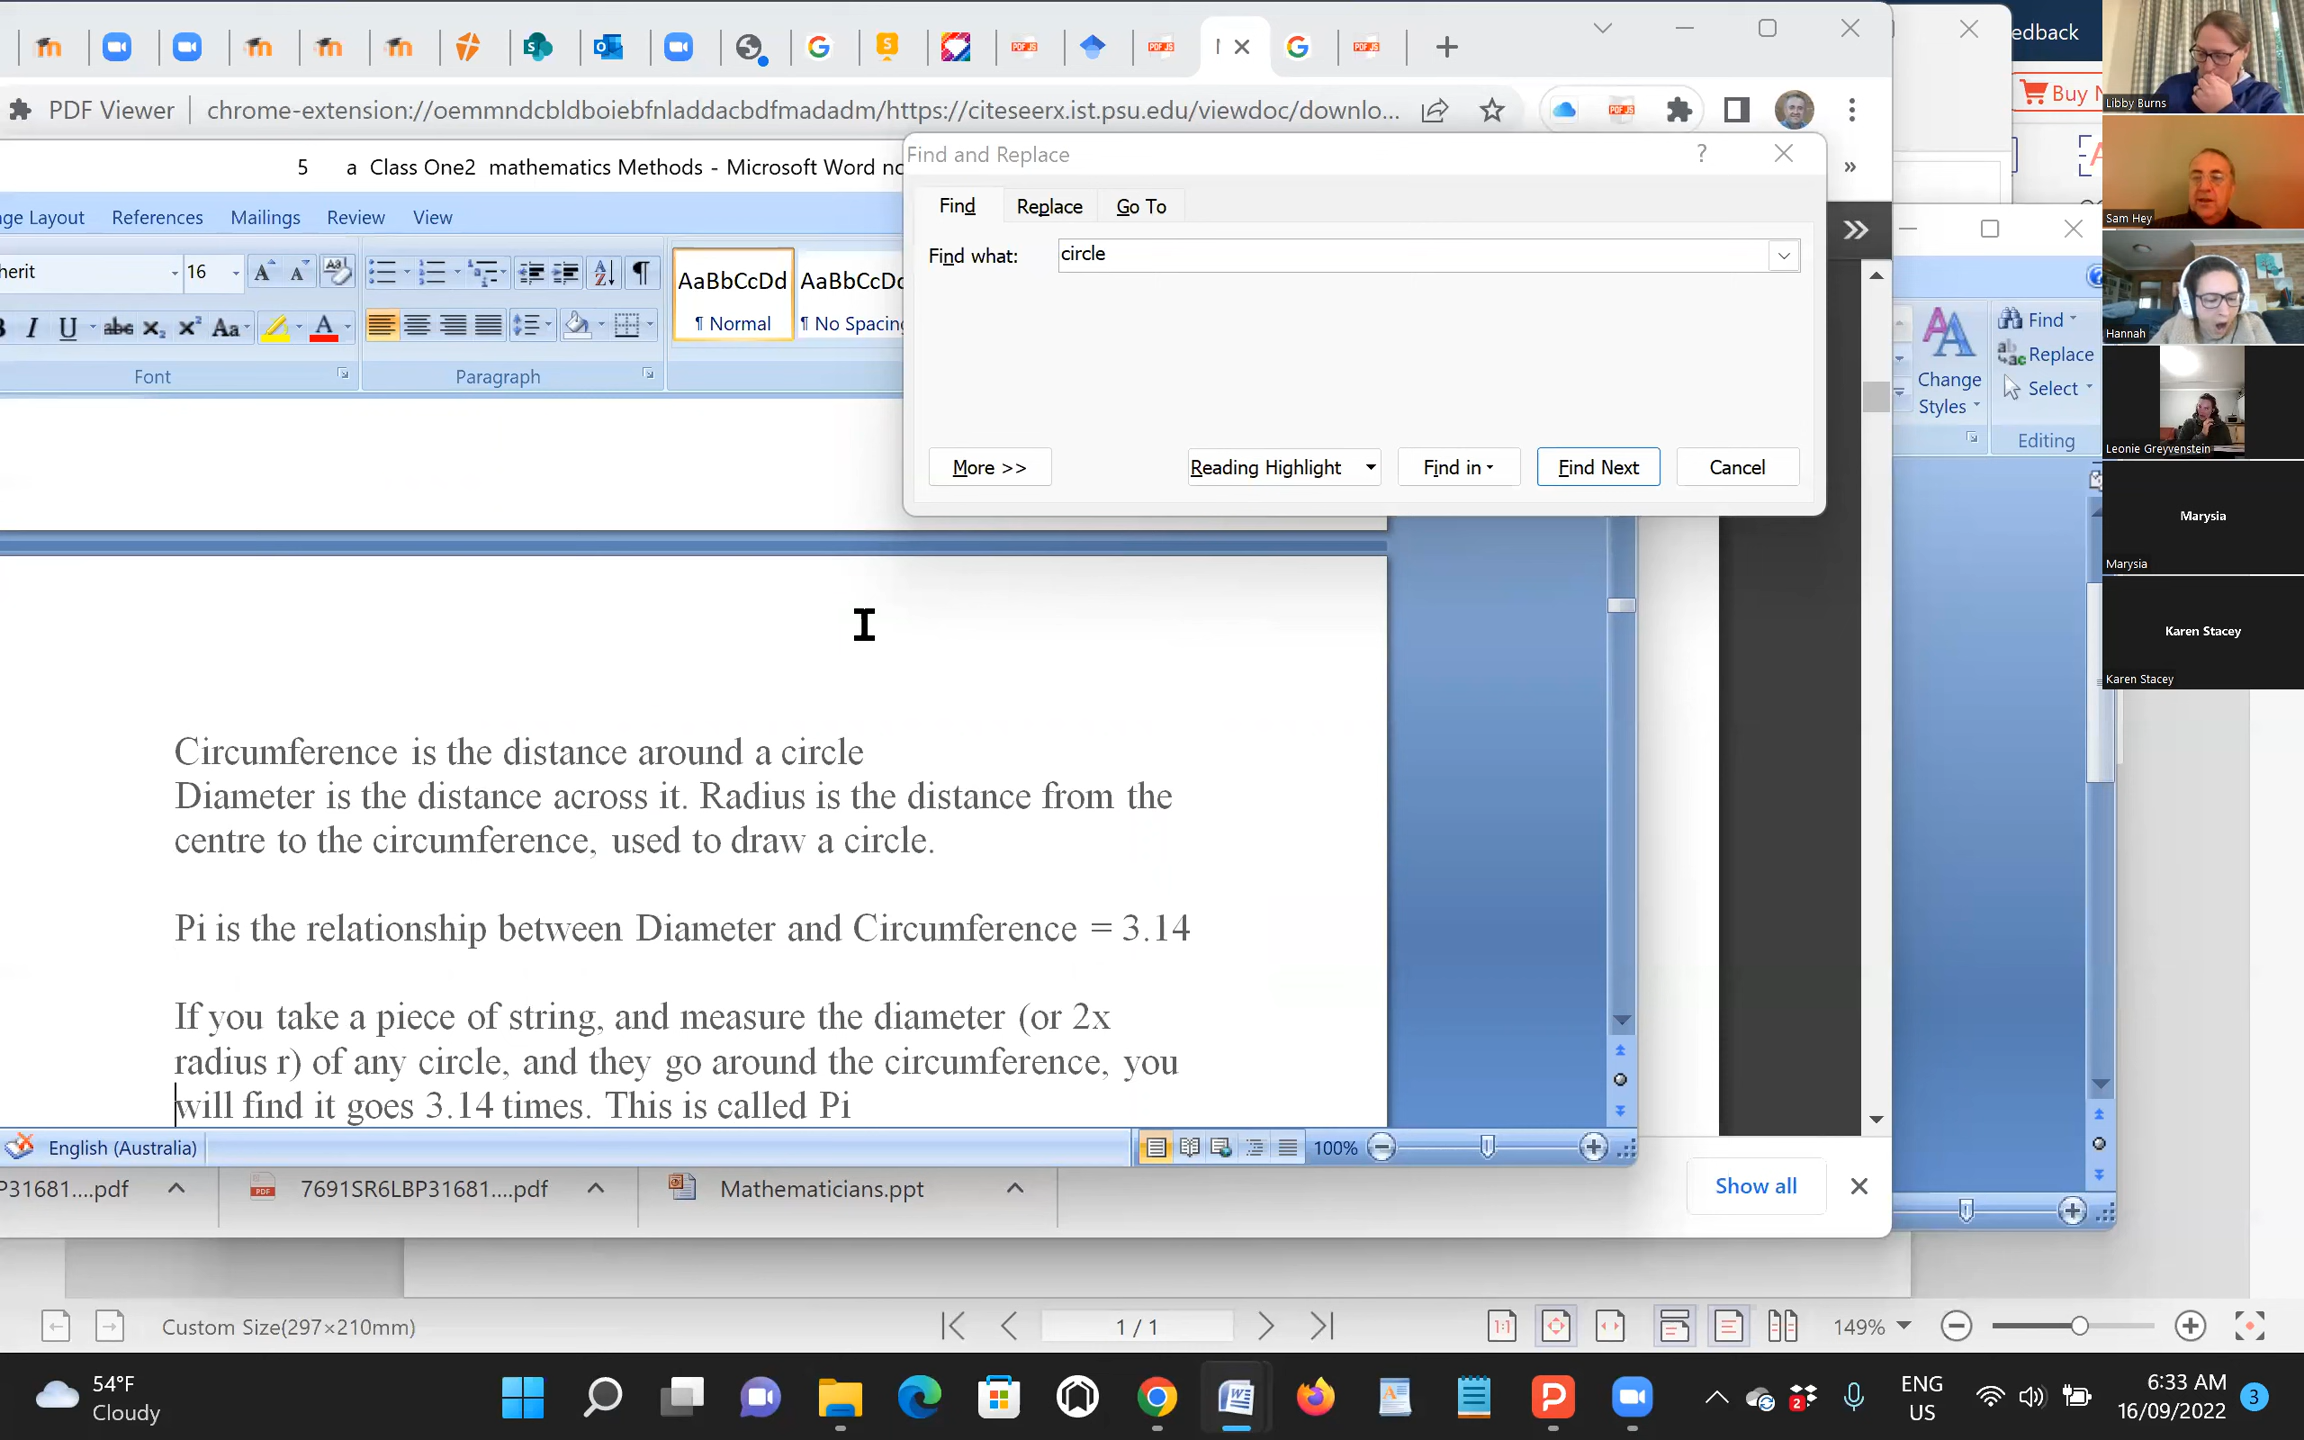 PDF Viewer
chrome-extension://oemmndcbldboiebfnladdacbdfmadadm/https://citeseerx.ist.psu.edu/viewdoc/downlo...
5 a Class One2 mathematics Methods - Microsoft Word
ge Layout References Mailings Review View
16
Font
Paragraph
AaBbCcDd
¶ Normal
AaBbCcDc
¶ No Spacing
Find and Replace
?
Find Replace Go To
Find what: circle
More >>
Reading Highlight
Find in
Find Next
Cancel
edback
Buy
Find
Replace
Select
Change
Styles
Editing
Libby Burns
Sam Hey
Hannah
Leonie Greyvenstein
Marysia
Marysia
Karen Stacey
Karen Stacey
Circumference is the distance around a circle
Diameter is the distance across it. Radius is the distance from the
centre to the circumference, used to draw a circle.
Pi is the relationship between Diameter and Circumference = 3.14
If you take a piece of string, and measure the diameter (or 2x
radius r) of any circle, and they go around the circumference, you
will find it goes 3.14 times. This is called Pi
English (Australia)
100%
P31681....pdf
7691SR6LBP31681....pdf
Mathematicians.ppt
Show all
Custom Size(297×210mm)
1 / 1
149%
54°F
Cloudy
ENG
US
6:33 AM
16/09/2022
3